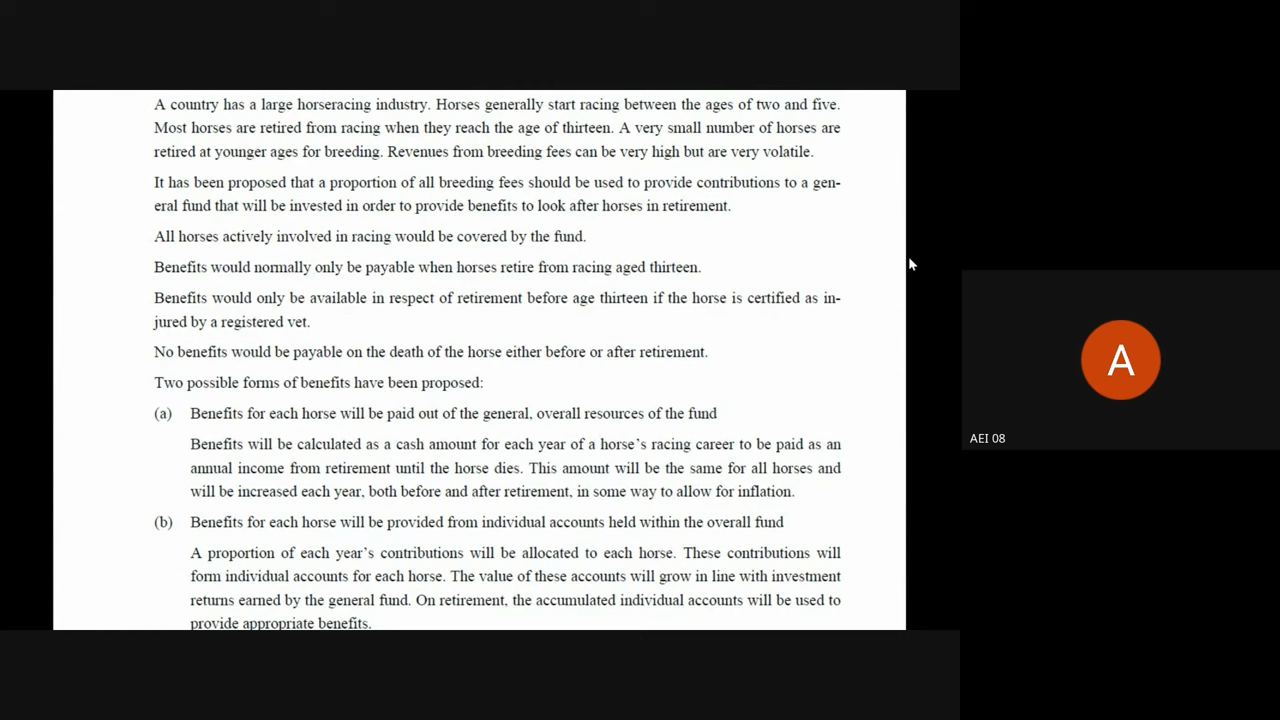 A country has a large horseracing industry. Horses generally start racing between the ages of two and five.
Most horses are retired from racing when they reach the age of thirteen. A very small number of horses are
retired at younger ages for breeding. Revenues from breeding fees can be very high but are very volatile.
It has been proposed that a proportion of all breeding fees should be used to provide contributions to a gen-
eral fund that will be invested in order to provide benefits to look after horses in retirement.
All horses actively involved in racing would be covered by the fund.
Benefits would normally only be payable when horses retire from racing aged thirteen.
Benefits would only be available in respect of retirement before age thirteen if the horse is certified as in-
jured by a registered vet.
No benefits would be payable on the death of the horse either before or after retirement.
Two possible forms of benefits have been proposed:
(a) Benefits for each horse will be paid out of the general, overall resources of the fund
Benefits will be calculated as a cash amount for each year of a horse's racing career to be paid as an
annual income from retirement until the horse dies. This amount will be the same for all horses and
will be increased each year, both before and after retirement, in some way to allow for inflation.
(b) Benefits for each horse will be provided from individual accounts held within the overall fund
A proportion of each year's contributions will be allocated to each horse. These contributions will
form individual accounts for each horse. The value of these accounts will grow in line with investment
returns earned by the general fund. On retirement, the accumulated individual accounts will be used to
provide appropriate benefits.
A
AEI 08